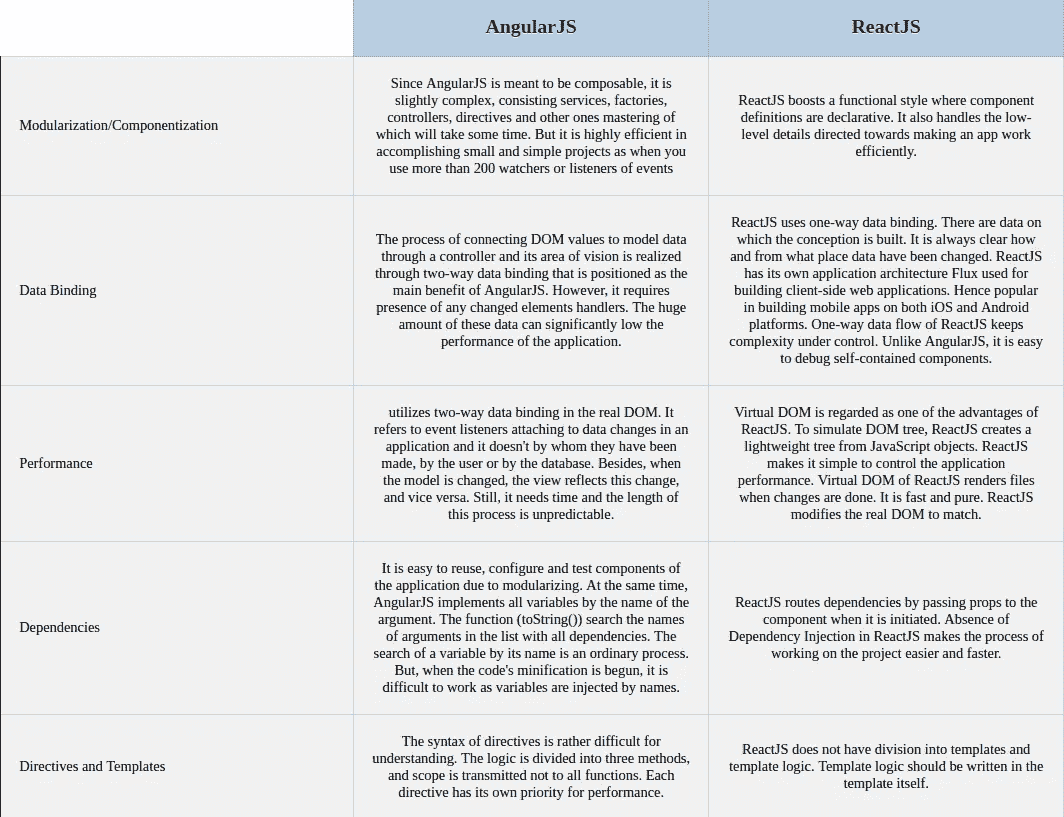 AngularJS
ReactJS
Modularization/Componentization
Since AngularJS is meant to be composable, it is
slightly complex, consisting services, factories,
controllers, directives and other ones mastering of
which will take some time. But it is highly efficient in
accomplishing small and simple projects as when you
use more than 200 watchers or listeners of events
ReactJS boosts a functional style where component
definitions are declarative. It also handles the low-
level details directed towards making an app work
efficiently.
Data Binding
The process of connecting DOM values to model data
through a controller and its area of vision is realized
through two-way data binding that is positioned as the
main benefit of AngularJS. However, it requires
presence of any changed elements handlers. The huge
amount of these data can significantly low the
performance of the application.
ReactJS uses one-way data binding. There are data on
which the conception is built. It is always clear how
and from what place data have been changed. ReactJS
has its own application architecture Flux used for
building client-side web applications. Hence popular
in building mobile apps on both iOS and Android
platforms. One-way data flow of ReactJS keeps
complexity under control. Unlike AngularJS, it is easy
to debug self-contained components.
Performance
utilizes two-way data binding in the real DOM. It
refers to event listeners attaching to data changes in an
application and it doesn't by whom they have been
made, by the user or by the database. Besides, when
the model is changed, the view reflects this change,
and vice versa. Still, it needs time and the length of
this process is unpredictable.
Virtual DOM is regarded as one of the advantages of
ReactJS. To simulate DOM tree, ReactJS creates a
lightweight tree from JavaScript objects. ReactJS
makes it simple to control the application
performance. Virtual DOM of ReactJS renders files
when changes are done. It is fast and pure. ReactJS
modifies the real DOM to match.
Dependencies
It is easy to reuse, configure and test components of
the application due to modularizing. At the same time,
AngularJS implements all variables by the name of the
argument. The function (toString()) search the names
of arguments in the list with all dependencies. The
search of a variable by its name is an ordinary process.
But, when the code's minification is begun, it is
difficult to work as variables are injected by names.
ReactJS routes dependencies by passing props to the
component when it is initiated. Absence of
Dependency Injection in ReactJS makes the process of
working on the project easier and faster.
Directives and Templates
The syntax of directives is rather difficult for
understanding. The logic is divided into three methods,
and scope is transmitted not to all functions. Each
directive has its own priority for performance.
ReactJS does not have division into templates and
template logic. Template logic should be written in the
template itself.